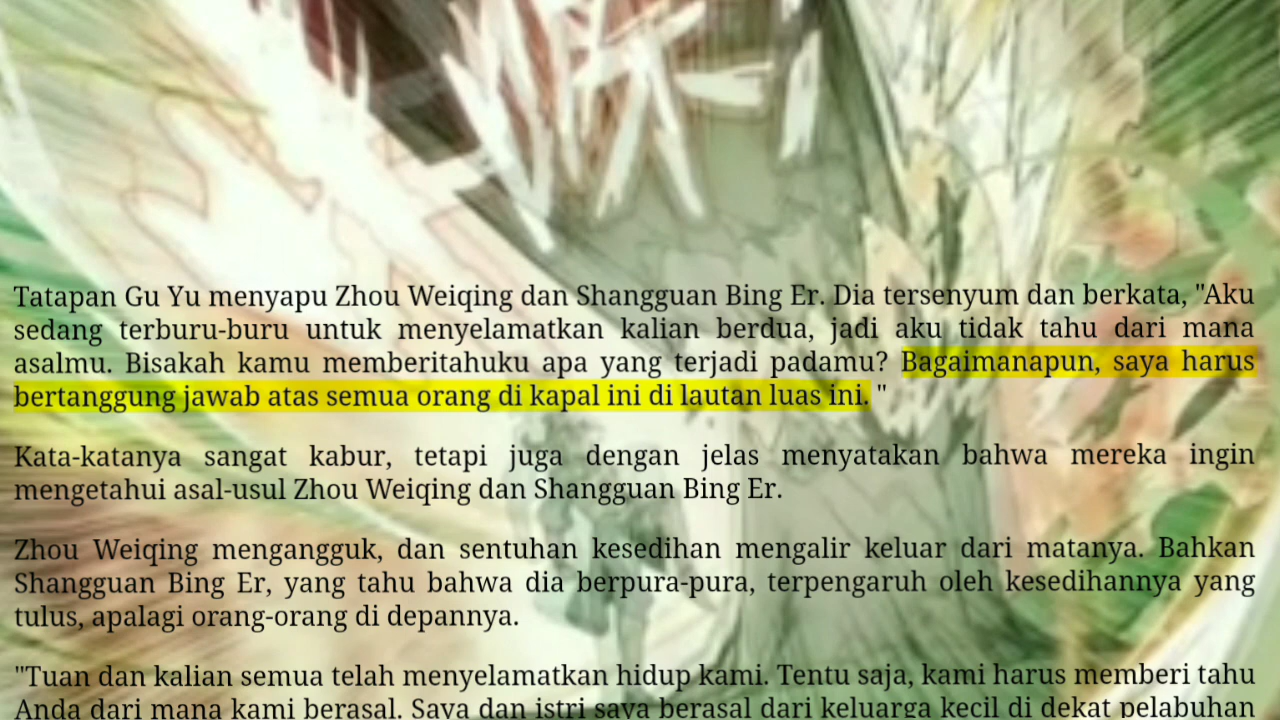 Tatapan Gu Yu menyapu Zhou Weiqing dan Shangguan Bing Er. Dia tersenyum dan berkata, "Aku
sedang terburu-buru untuk menyelamatkan kalian berdua, jadi aku tidak tahu dari mana
asalmu. Bisakah kamu memberitahuku apa yang terjadi padamu? Bagaimanapun, saya harus
bertanggung jawab atas semua orang di kapal ini di lautan luas ini. "
Kata-katanya sangat kabur, tetapi juga dengan jelas menyatakan bahwa mereka ingin
mengetahui asal-usul Zhou Weiqing dan Shangguan Bing Er.
Zhou Weiqing mengangguk, dan sentuhan kesedihan mengalir keluar dari matanya. Bahkan
Shangguan Bing Er, yang tahu bahwa dia berpura-pura, terpengaruh oleh kesedihannya yang
tulus, apalagi orang-orang di depannya.
"Tuan dan kalian semua telah menyelamatkan hidup kami. Tentu saja, kami harus memberi tahu
Anda dari mana kami berasal. Saya dan istri saya berasal dari keluarga kecil di dekat pelabuhan